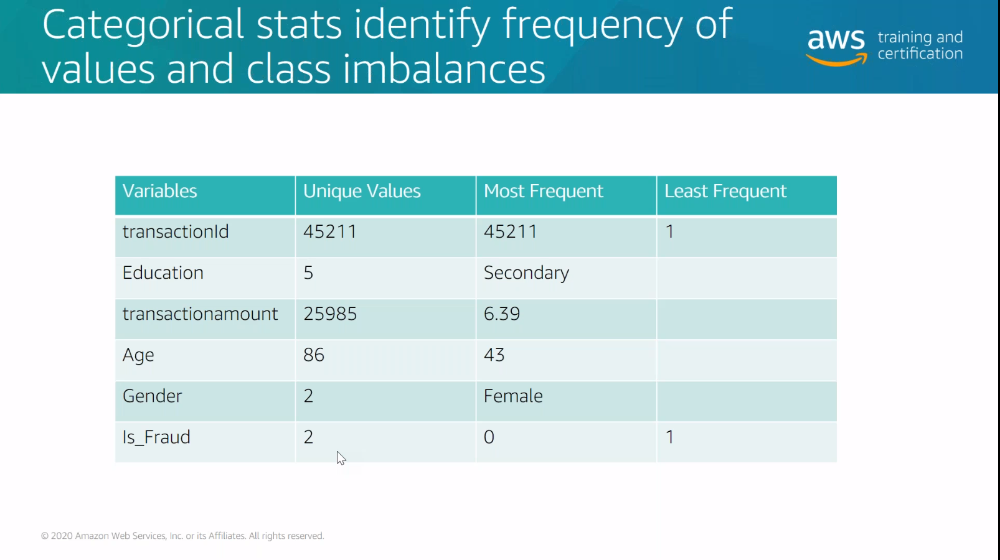 Categorical stats identify frequency of
values and class imbalances
aws training and
certification
Variables Unique Values Most Frequent Least Frequent
transactionId 45211 45211 1
Education 5 Secondary
transactionamount 25985 6.39
Age 86 43
Gender 2 Female
Is_Fraud 2 0 1
© 2020 Amazon Web Services, Inc. or its Affiliates. All rights reserved.